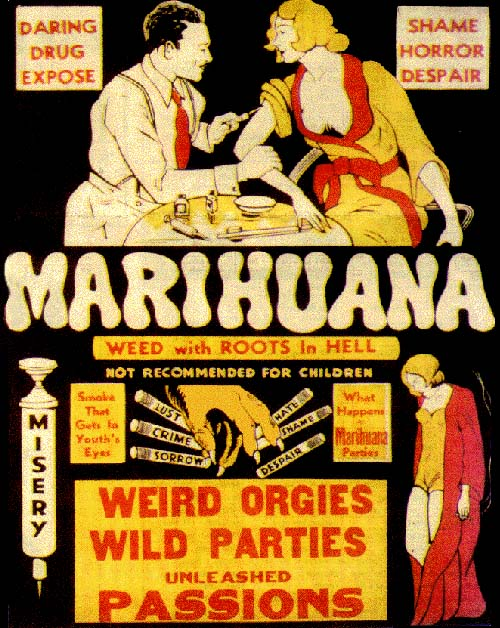 DARING
DRUG
EXPOSE
SHAME
HORROR
DESPAIR
MARIHUANA
WEED with ROOTS in HELL
NOT RECOMMENDED FOR CHILDREN
MISERY
Smoke
That
Gets In
Youth's
Eyes
LUST
CRIME
SORROW
HATE
SHAME
DESPAIR
What
Happens
at
Marihuana
Parties
WEIRD ORGIES
WILD PARTIES
UNLEASHED
PASSIONS